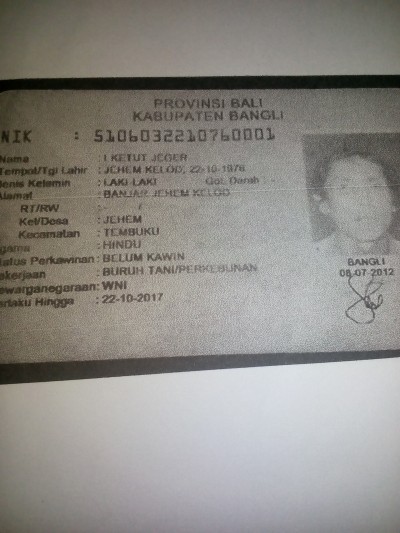 PROVINSI BALI
KABUPATEN BANGLI
NIK : 5106032210760001
Nama : I KETUT JEGER
Tempat/Tgl Lahir : JEHEM KELOD, 22-10-1976
Jenis Kelamin : LAKI-LAKI Gol. Darah : -
Alamat : BANJAR JEHEM KELOD
RT/RW : - / -
Kel/Desa : JEHEM
Kecamatan : TEMBUKU
Agama : HINDU
Status Perkawinan : BELUM KAWIN
Pekerjaan : BURUH TANI/PERKEBUNAN
Kewarganegaraan: WNI
Berlaku Hingga : 22-10-2017
BANGLI
08-07-2012